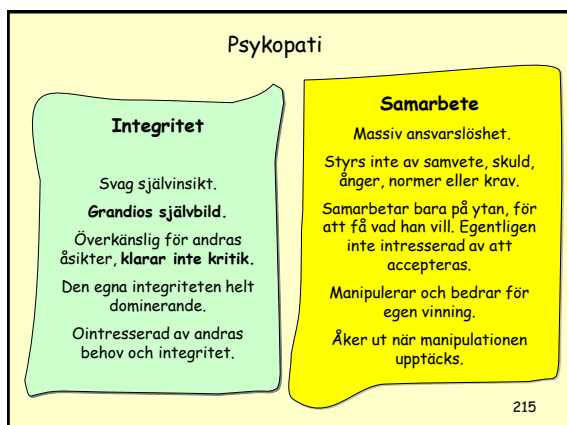 Psykopati
Integritet
Svag självinsikt.
Grandios självbild.
Överkänslig för andras
åsikter, klarar inte kritik.
Den egna integriteten helt
dominerande.
Ointresserad av andras
behov och integritet.
Samarbete
Massiv ansvarslöshet.
Styrs inte av samvete, skuld,
ånger, normer eller krav.
Samarbetar bara på ytan, för
att få vad han vill. Egentligen
inte intresserad av att
accepteras.
Manipulerar och bedrar för
egen vinning.
Åker ut när manipulationen
upptäcks.
215